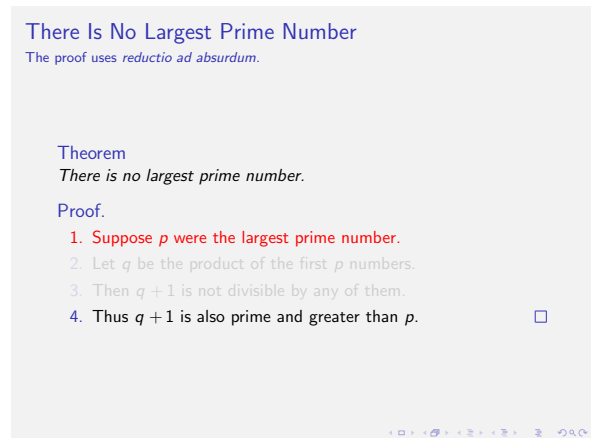 There Is No Largest Prime Number
The proof uses reductio ad absurdum.
Theorem
There is no largest prime number.
Proof.
1. Suppose p were the largest prime number.
2. Let q be the product of the first p numbers.
3. Then q + 1 is not divisible by any of them.
4. Thus q + 1 is also prime and greater than p.